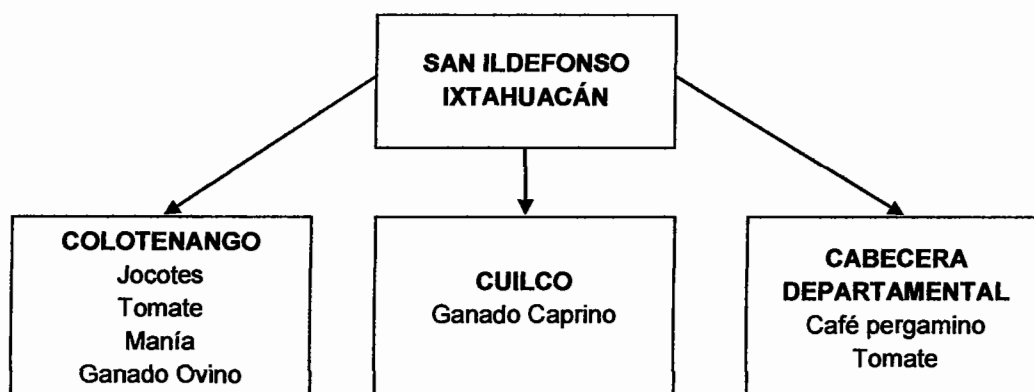 SAN ILDEFONSO
IXTAHUACÁN
COLOTENANGO
Jocotes
Tomate
Manía
Ganado Ovino
CUILCO
Ganado Caprino
CABECERA
DEPARTAMENTAL
Café pergamino
Tomate